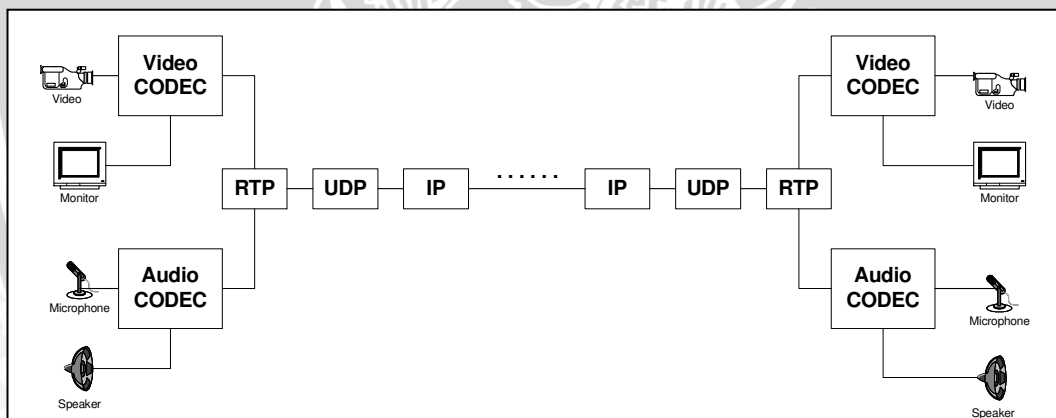 Video
CODEC
Video
Monitor
RTP
UDP
IP
......
IP
UDP
RTP
Audio
CODEC
Microphone
Speaker
Video
CODEC
Video
Monitor
Audio
CODEC
Microphone
Speaker